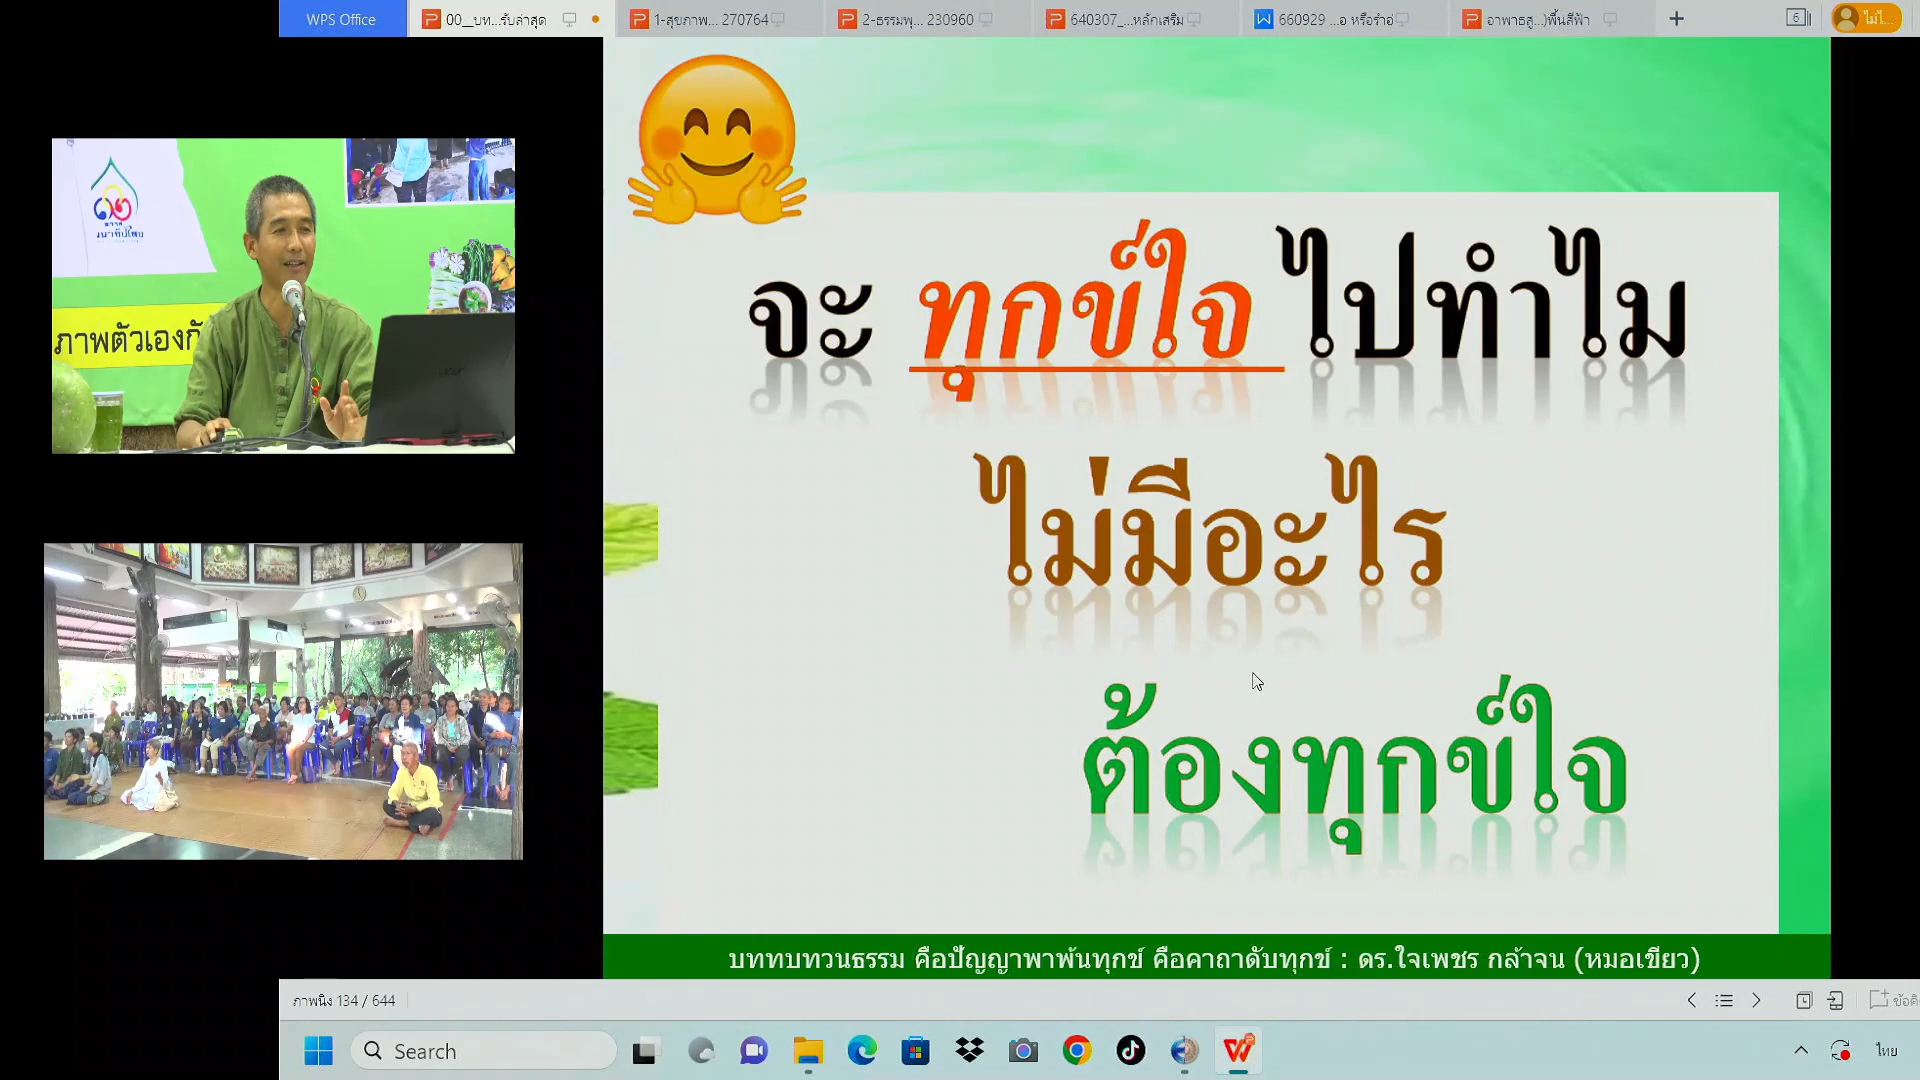 WPS Office
00__บท...รับล่าสุด
1-สุขภาพ... 270764
2-ธรรมพุ... 230960
640307_...หลักเสริม
660929 ...อ หรือรำอ่
อาพาธสู...)พื้นสีฟ้า
6
ไม่ไ...
จะ ทุกข์ใจ ไปทำไม
ไม่มีอะไร
ต้องทุกข์ใจ
ภาพตัวเองกั
บททบทวนธรรม คือปัญญาพาพ้นทุกข์ คือคาถาดับทุกข์ : ดร.ใจเพชร กล้าจน (หมอเขียว)
ภาพนิ่ง 134 / 644
Search
ไทย